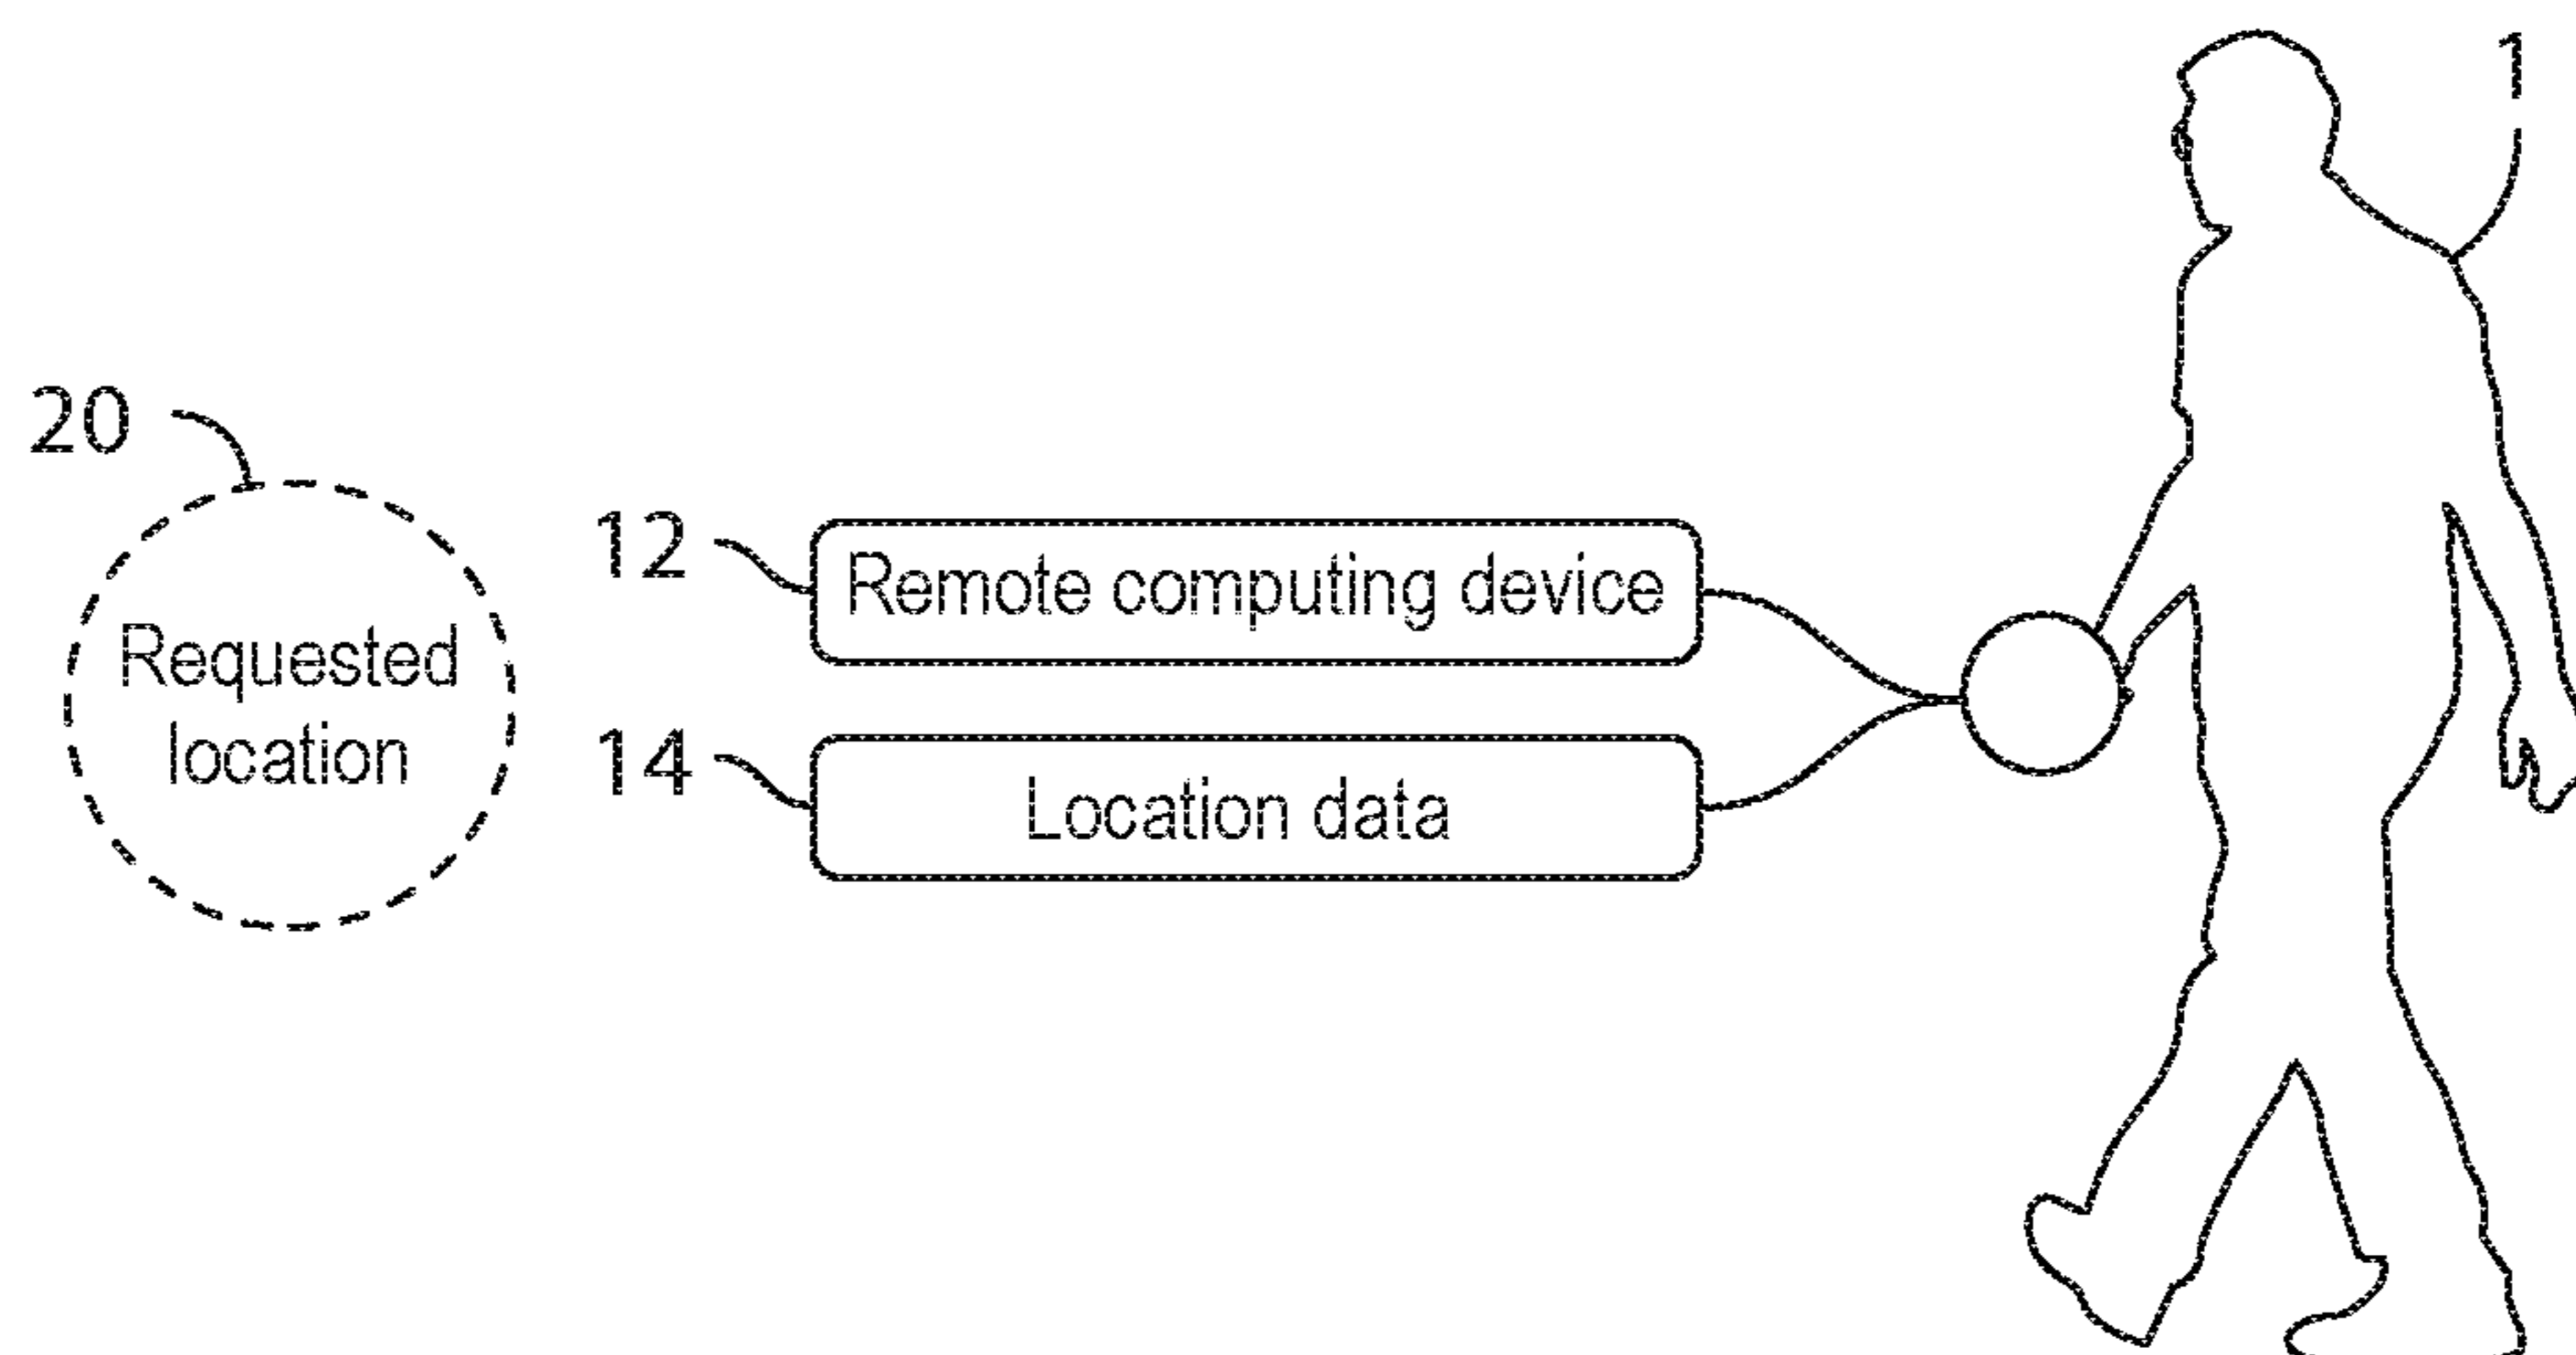 1
20
12
Remote computing device
Requested
location
14
Location data